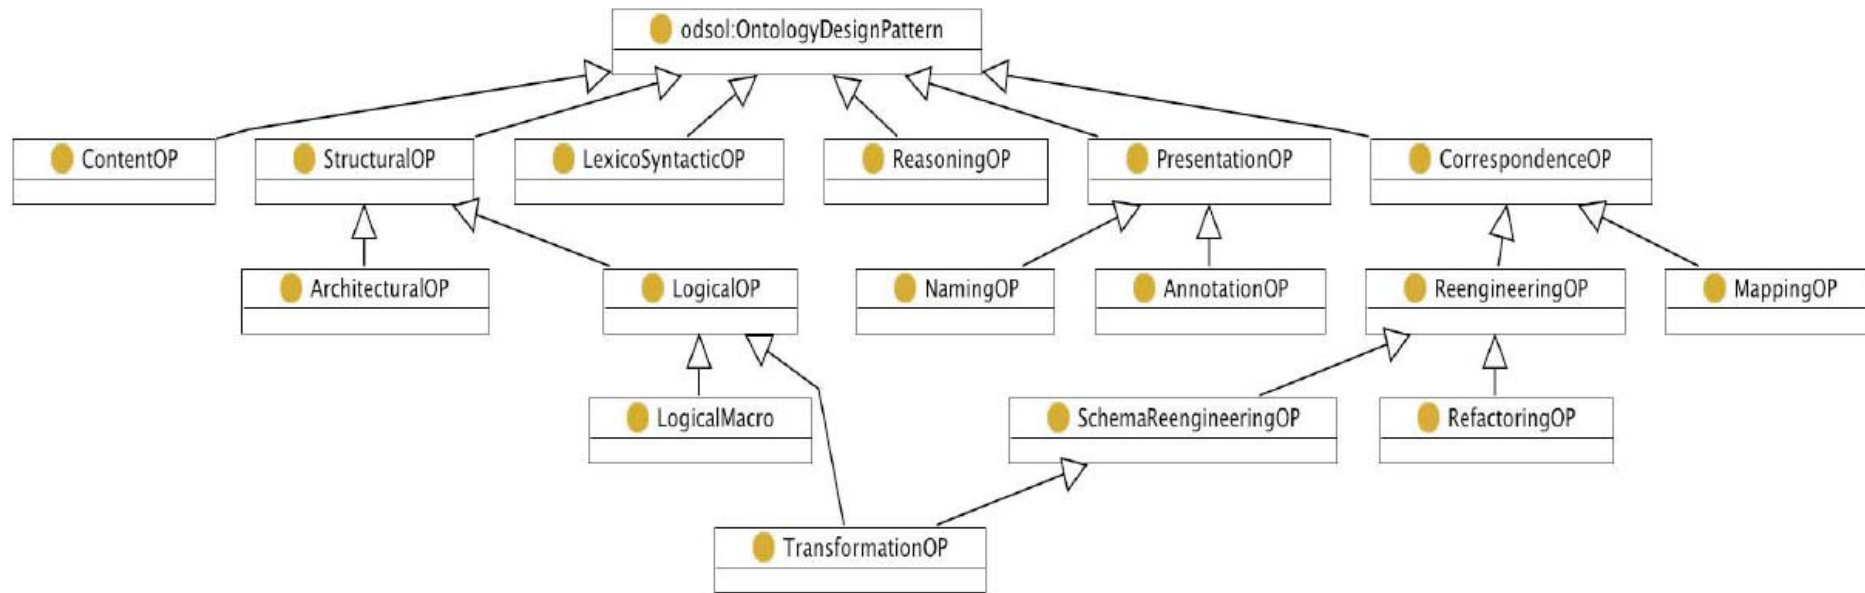 odsol:OntologyDesignPattern
ContentOP
StructuralOP
LexicoSyntacticOP
ReasoningOP
PresentationOP
CorrespondenceOP
ArchitecturalOP
LogicalOP
NamingOP
AnnotationOP
ReengineeringOP
MappingOP
LogicalMacro
SchemaReengineeringOP
RefactoringOP
TransformationOP